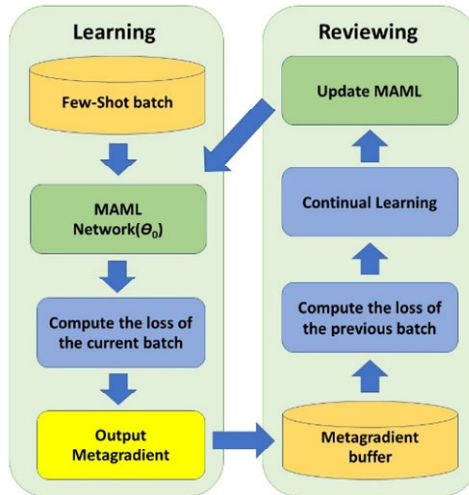 Learning
Few-Shot batch
MAML
Network(θ₀)
Compute the loss of
the current batch
Output
Metagradient
Reviewing
Update MAML
Continual Learning
Compute the loss of
the previous batch
Metagradient
buffer